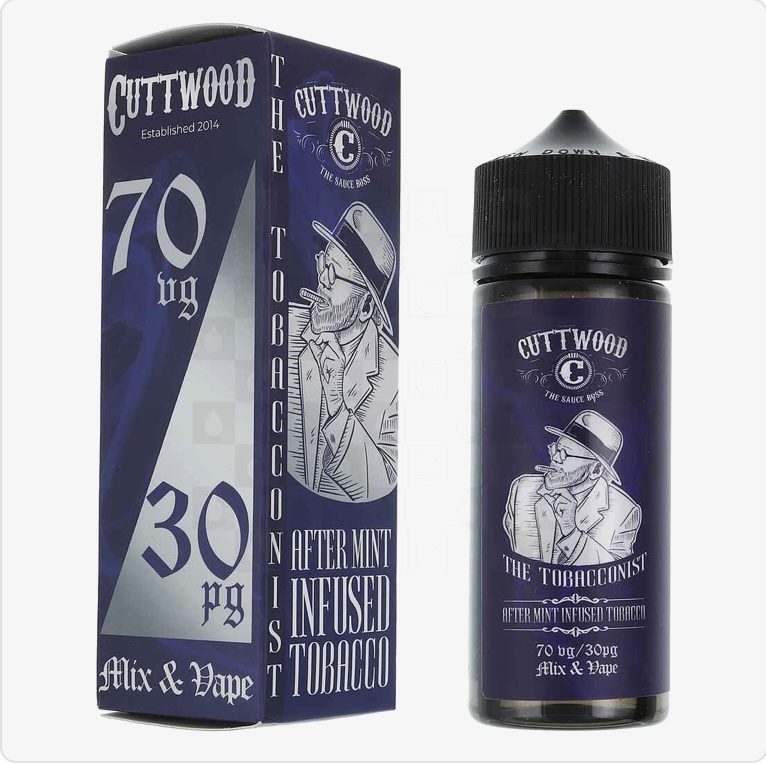 CUTTWOOD
Established 2014
70
vg
30
pg
Mix & Vape
THE TOBACCONIST
CUTTWOOD
C
THE SAUCE BOSS
AFTER MINT
INFUSED
TOBACCO
DOWN
CUTTWOOD
C
THE SAUCE BOSS
THE TOBACCONIST
AFTER MINT INFUSED TOBACCO
70 vg/30pg
Mix & Vape